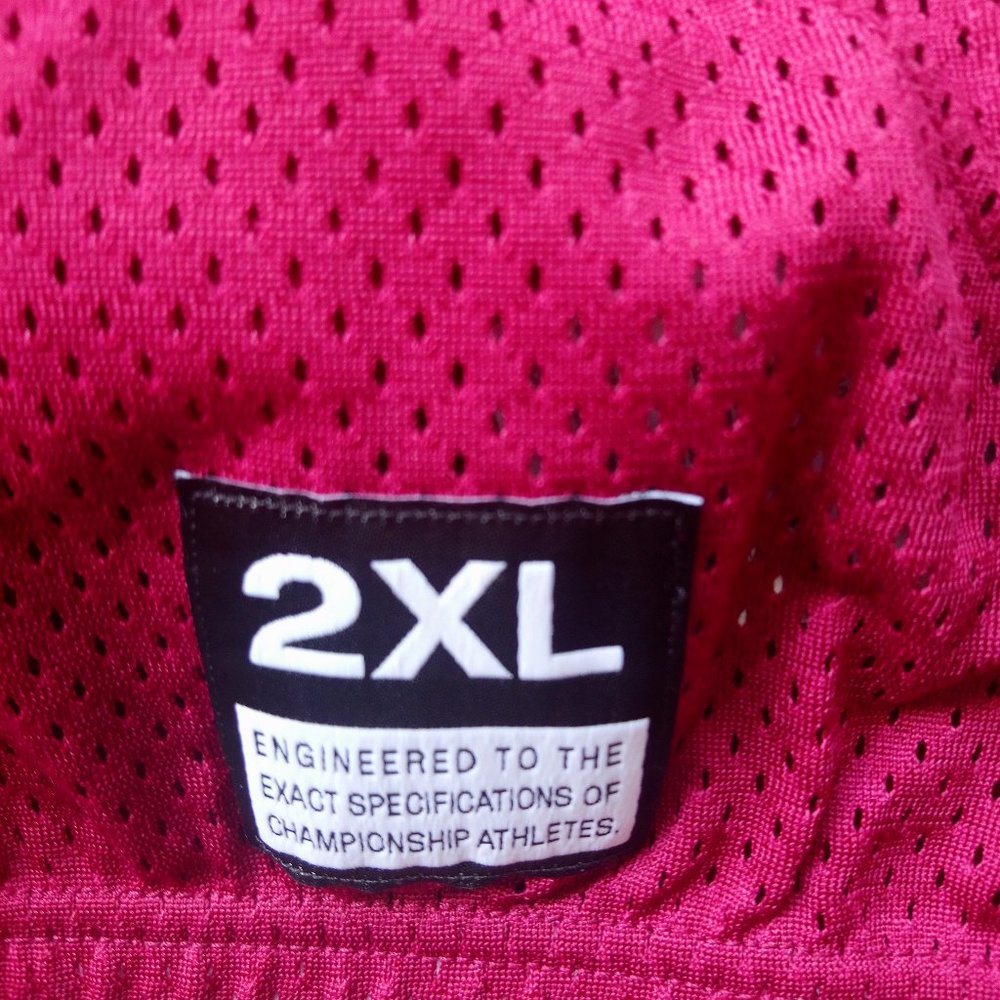 2XL
ENGINEERED TO THE
EXACT SPECIFICATIONS OF
CHAMPIONSHIP ATHLETES.